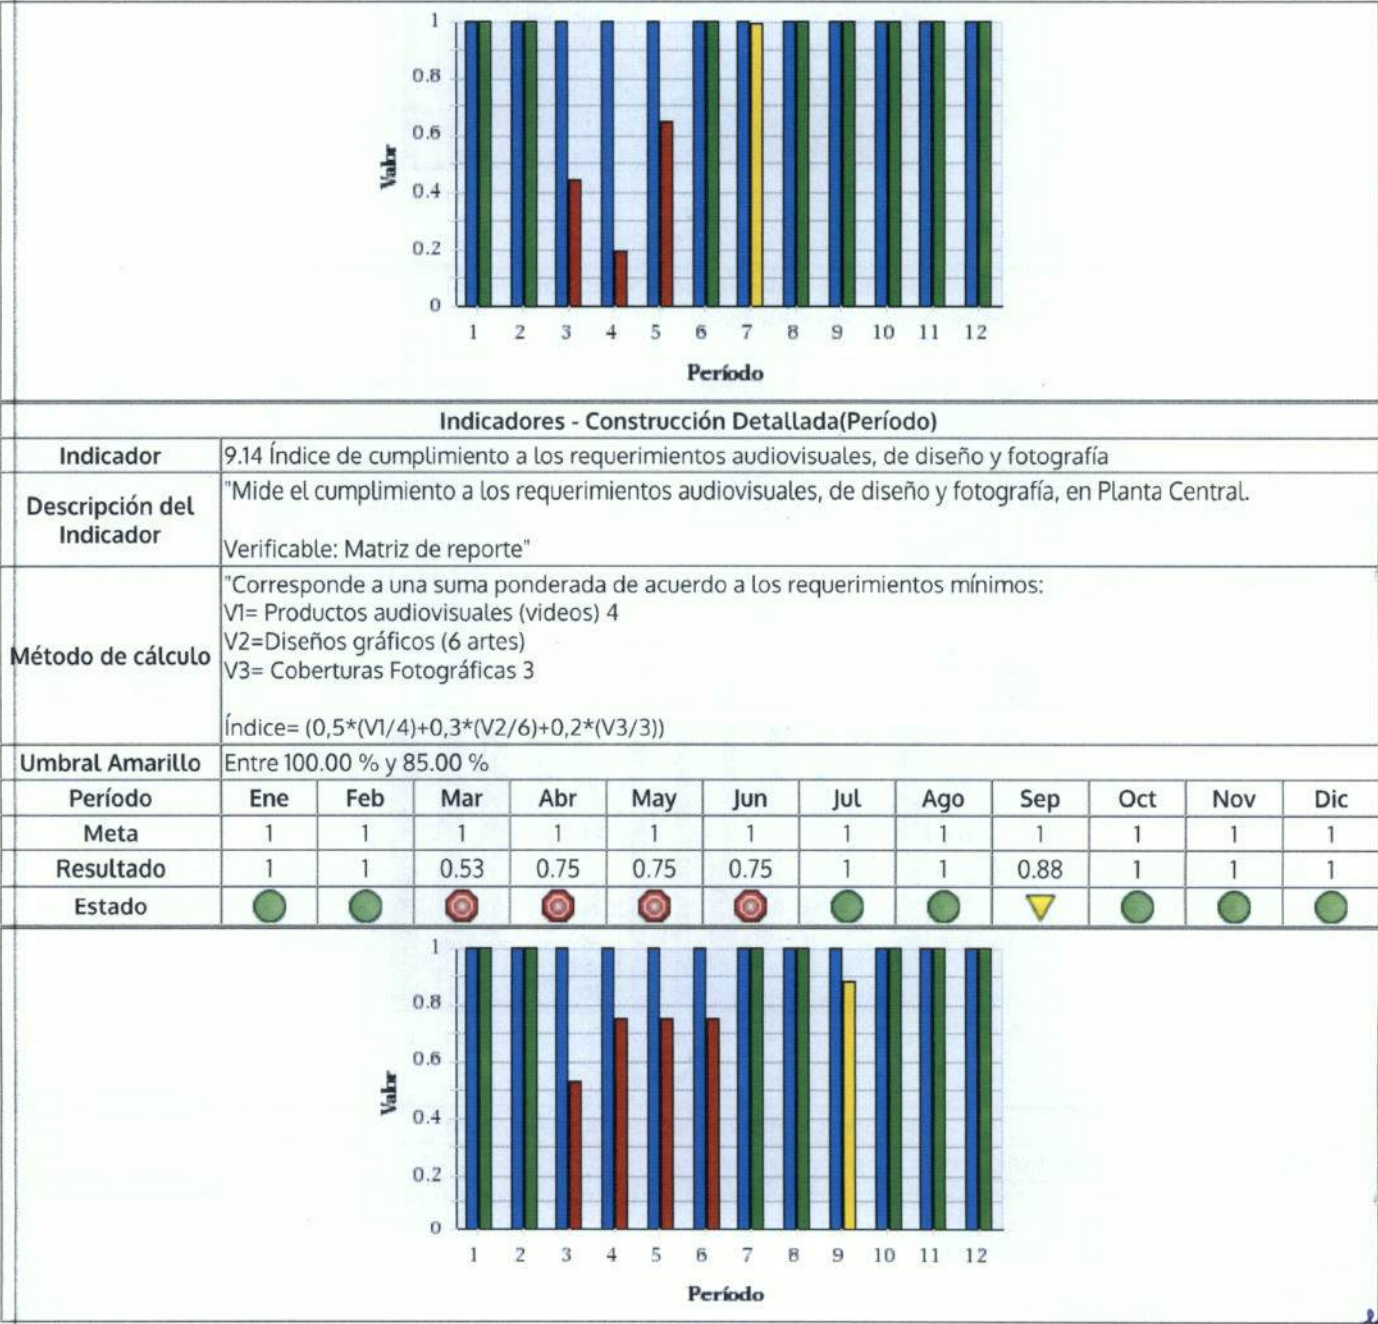 1
0.8
0.6
0.4
0.2
0
Valor
1 2 3 4 5 6 7 8 9 10 11 12
Período
Indicadores - Construcción Detallada(Período)
Indicador 9.14 Índice de cumplimiento a los requerimientos audiovisuales, de diseño y fotografía
Descripción del Indicador
"Mide el cumplimiento a los requerimientos audiovisuales, de diseño y fotografía, en Planta Central.
Verificable: Matriz de reporte"
Método de cálculo
"Corresponde a una suma ponderada de acuerdo a los requerimientos mínimos:
V1= Productos audiovisuales (videos) 4
V2=Diseños gráficos (6 artes)
V3= Coberturas Fotográficas 3
Índice= (0,5*(V1/4)+0,3*(V2/6)+0,2*(V3/3))
Umbral Amarillo Entre 100.00 % y 85.00 %
Período Ene Feb Mar Abr May Jun Jul Ago Sep Oct Nov Dic
Meta 1 1 1 1 1 1 1 1 1 1 1 1
Resultado 1 1 0.53 0.75 0.75 0.75 1 1 0.88 1 1 1
Estado
1
0.8
0.6
0.4
0.2
0
Valor
1 2 3 4 5 6 7 8 9 10 11 12
Período